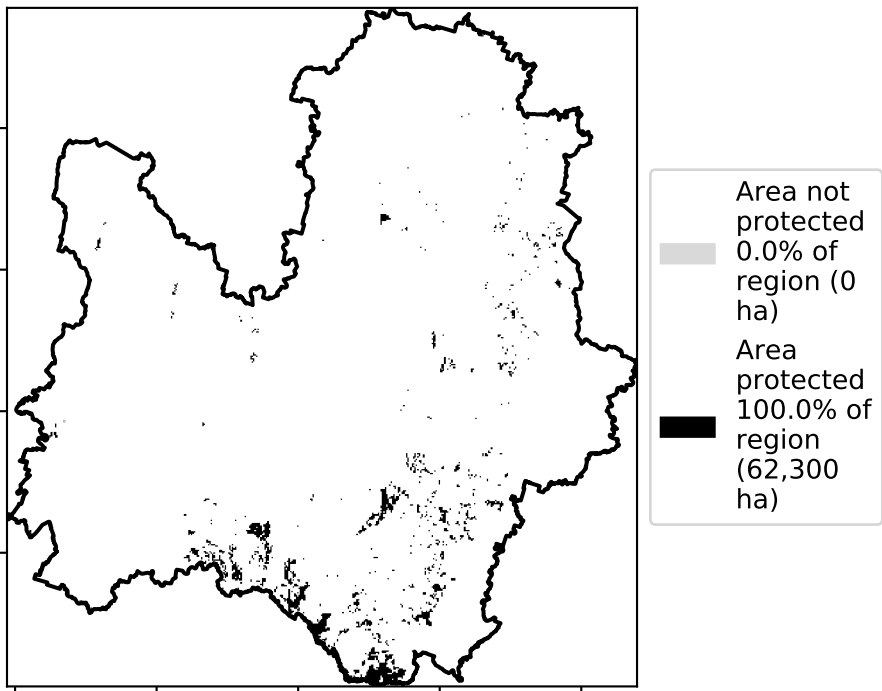 Area not
protected
0.0% of
region (0
ha)
Area
protected
100.0% of
region
(62,300
ha)